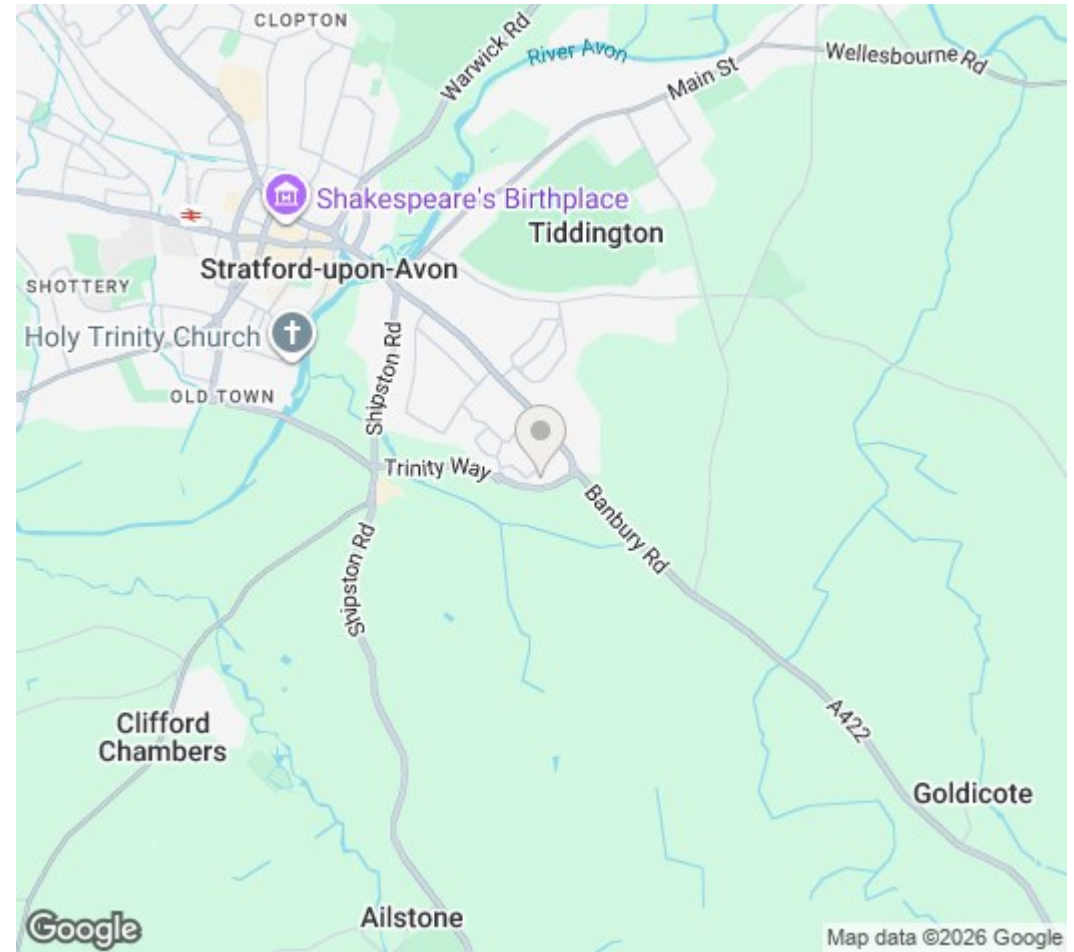 CLOPTON
Warwick Rd
River Avon
Main St
Wellesbourne Rd
Shakespeare's Birthplace
Tiddington
Stratford-upon-Avon
SHOTTERY
Holy Trinity Church
Shipston Rd
OLD TOWN
Trinity Way
Banbury Rd
Shipston Rd
Clifford
Chambers
A422
Goldicote
Ailstone
Google
Map data ©2026 Google